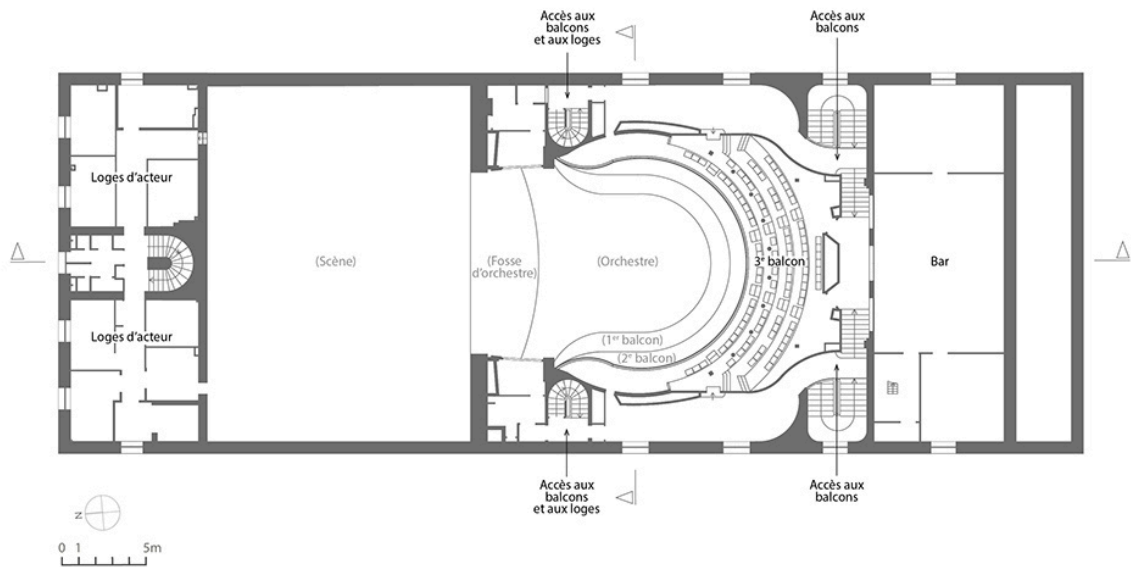 Accès aux
balcons
et aux loges
Accès aux
balcons
Loges d'acteur
(Scène)
(Fosse
d'orchestre)
(Orchestre)
3e balcon
Bar
Loges d'acteur
(1er balcon)
(2e balcon)
Accès aux
balcons
et aux loges
Accès aux
balcons
N
0 1 5m